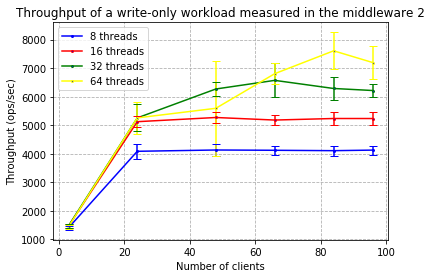 Throughput of a write-only workload measured in the middleware 2
8 threads
16 threads
32 threads
64 threads
Throughput (ops/sec)
8000
7000
6000
5000
4000
3000
2000
1000
0
20
40
60
80
100
Number of clients